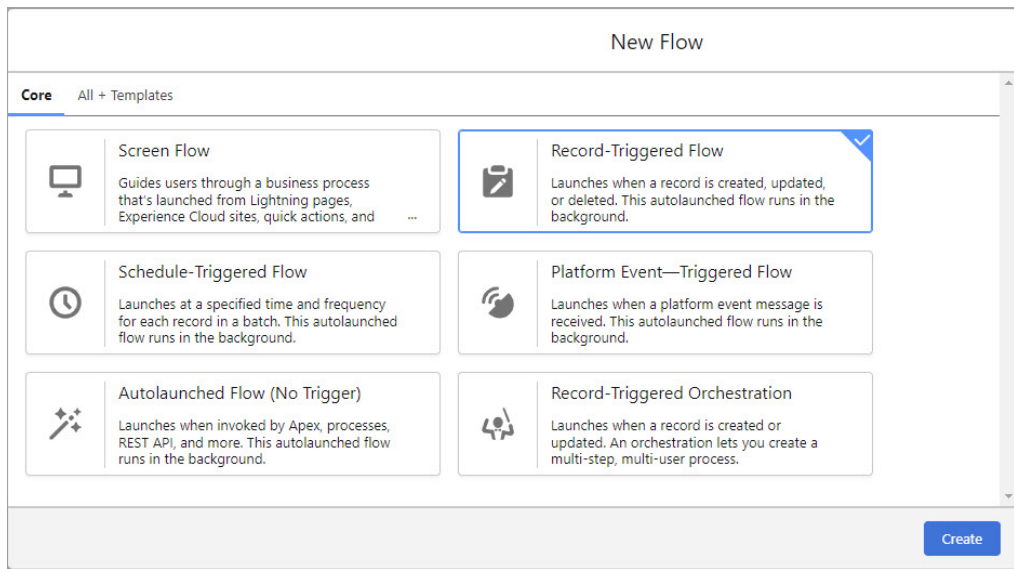 New Flow
Core All + Templates
Screen Flow
Guides users through a business process
that's launched from Lightning pages,
Experience Cloud sites, quick actions, and ...
Record-Triggered Flow
Launches when a record is created, updated,
or deleted. This autolaunched flow runs in the
background.
Schedule-Triggered Flow
Launches at a specified time and frequency
for each record in a batch. This autolaunched
flow runs in the background.
Platform Event—Triggered Flow
Launches when a platform event message is
received. This autolaunched flow runs in the
background.
Autolaunched Flow (No Trigger)
Launches when invoked by Apex, processes,
REST API, and more. This autolaunched flow
runs in the background.
Record-Triggered Orchestration
Launches when a record is created or
updated. An orchestration lets you create a
multi-step, multi-user process.
Create